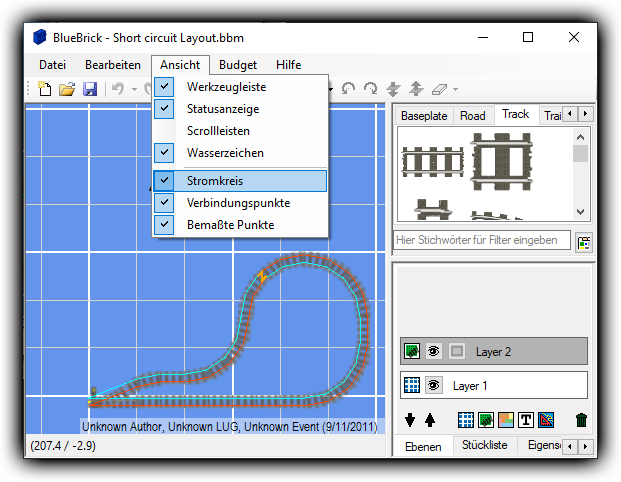 BlueBrick - Short circuit Layout.bbm
Datei Bearbeiten Ansicht Budget Hilfe
Werkzeugleiste
Statusanzeige
Scrollleisten
Wasserzeichen
Stromkreis
Verbindungspunkte
Bemaßte Punkte
Baseplate Road Track Trai
Hier Stichwörter für Filter eingeben
Layer 2
Layer 1
T
Unknown Author, Unknown LUG, Unknown Event (9/11/2011)
Ebenen Stückliste Eigens
(207.4 / -2.9)